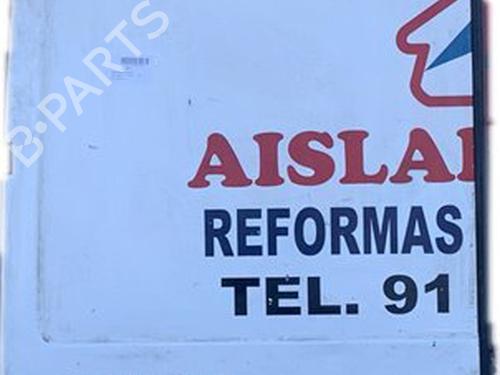 B-PARTS
AISLA
REFORMAS
TEL. 91